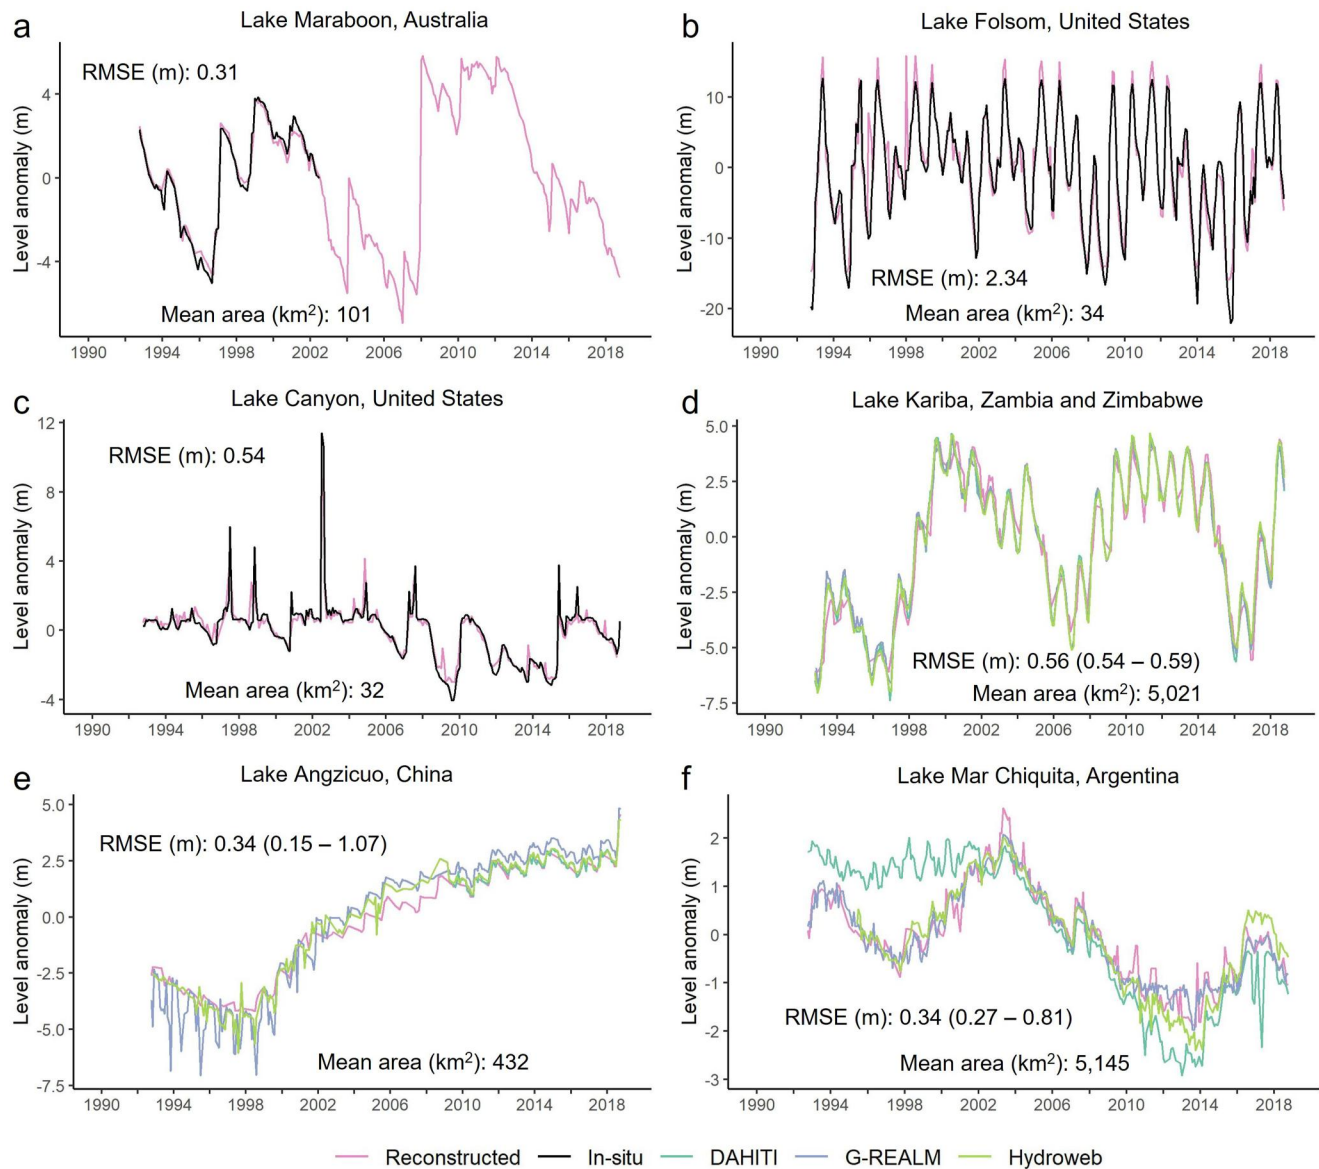 a
Lake Maraboon, Australia
RMSE (m): 0.31
Level anomaly (m)
4
0
-4
Mean area (km²): 101
1990 1994 1998 2002 2006 2010 2014 2018
b
Lake Folsom, United States
Level anomaly (m)
10
0
-10
-20
RMSE (m): 2.34
Mean area (km²): 34
1990 1994 1998 2002 2006 2010 2014 2018
c
Lake Canyon, United States
RMSE (m): 0.54
Level anomaly (m)
12
8
4
0
-4
Mean area (km²): 32
1990 1994 1998 2002 2006 2010 2014 2018
d
Lake Kariba, Zambia and Zimbabwe
Level anomaly (m)
5.0
2.5
0.0
-2.5
-5.0
-7.5
RMSE (m): 0.56 (0.54 – 0.59)
Mean area (km²): 5,021
1990 1994 1998 2002 2006 2010 2014 2018
e
Lake Angzicuo, China
RMSE (m): 0.34 (0.15 – 1.07)
Level anomaly (m)
5.0
2.5
0.0
-2.5
-5.0
-7.5
Mean area (km²): 432
1990 1994 1998 2002 2006 2010 2014 2018
f
Lake Mar Chiquita, Argentina
Level anomaly (m)
2
1
0
-1
-2
-3
RMSE (m): 0.34 (0.27 – 0.81)
Mean area (km²): 5,145
1990 1994 1998 2002 2006 2010 2014 2018
Reconstructed In-situ DAHITI G-REALM Hydroweb